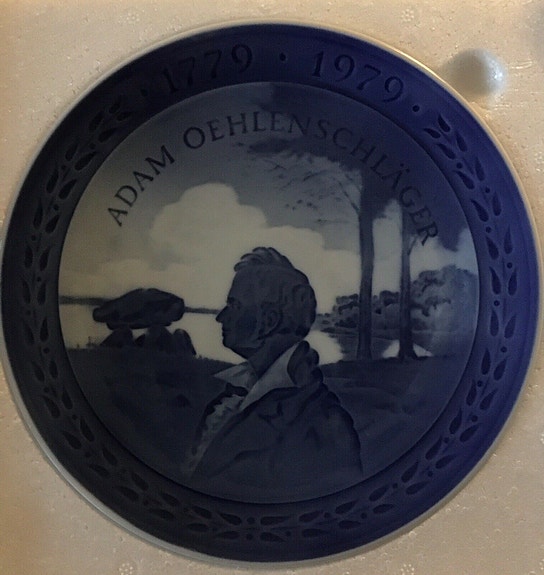 · 1779 · 1979 ·
ADAM OEHLENSCHLÄGER